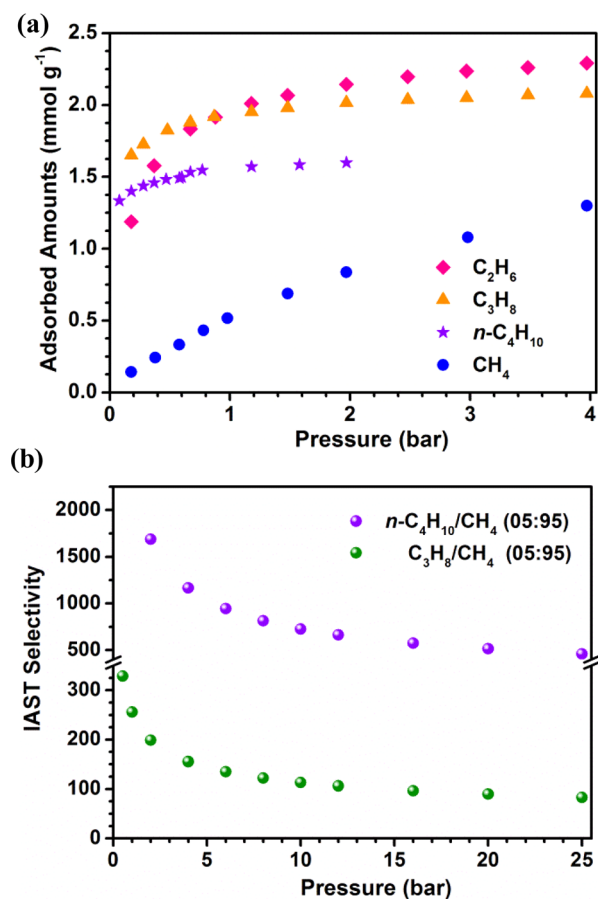 (a)
Adsorbed Amounts (mmol g⁻¹)
2.5
2.0
1.5
1.0
0.5
0.0
C₂H₆
C₃H₈
n-C₄H₁₀
CH₄
0 1 2 3 4
Pressure (bar)
(b)
IAST Selectivity
2000
1500
1000
500
300
200
100
0
n-C₄H₁₀/CH₄ (05:95)
C₃H₈/CH₄ (05:95)
0 5 10 15 20 25
Pressure (bar)